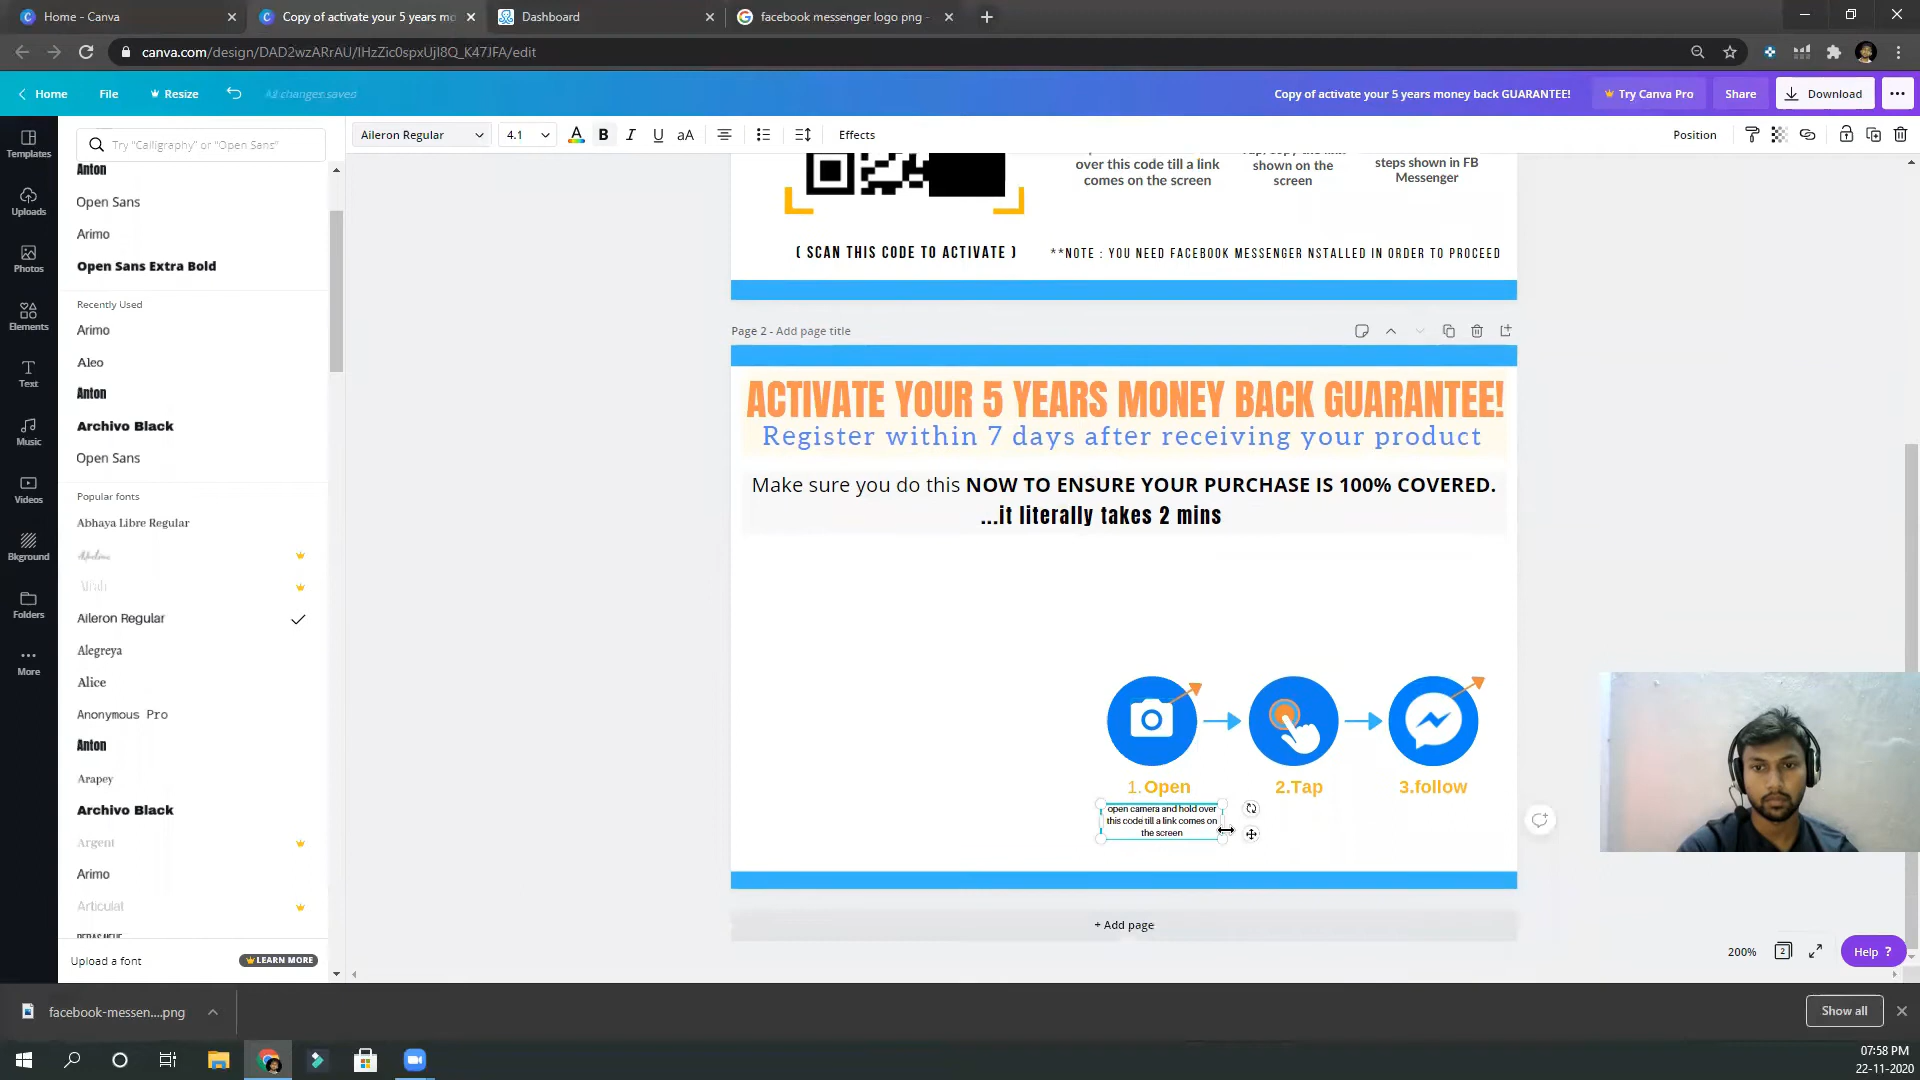 Home - Canva
Copy of activate your 5 years mo
Dashboard
facebook messenger logo png -
canva.com/design/DAD2wzARrAU/IHzZic0spxUjI8Q_K47JFA/edit
Home
File
Resize
All changes saved
Copy of activate your 5 years money back GUARANTEE!
Try Canva Pro
Share
Download
Templates
Uploads
Photos
Elements
Text
Music
Videos
Bkground
Folders
More
Try "Calligraphy" or "Open Sans"
Aileron Regular
4.1
B
I
U
aA
Effects
Position
Anton
Open Sans
Arimo
Open Sans Extra Bold
Recently Used
Arimo
Aleo
Anton
Archivo Black
Open Sans
Popular fonts
Abhaya Libre Regular
Aileron Regular
Alegreya
Alice
Anonymous Pro
Anton
Arapey
Archivo Black
Argent
Arimo
Articulat
BEBAS NEUE
Upload a font
LEARN MORE
over this code till a link
comes on the screen
shown on the
screen
steps shown in FB
Messenger
( SCAN THIS CODE TO ACTIVATE )
**NOTE : YOU NEED FACEBOOK MESSENGER NSTALLED IN ORDER TO PROCEED
Page 2 - Add page title
ACTIVATE YOUR 5 YEARS MONEY BACK GUARANTEE!
Register within 7 days after receiving your product
Make sure you do this NOW TO ENSURE YOUR PURCHASE IS 100% COVERED.
...it literally takes 2 mins
1.Open
2.Tap
3.follow
open camera and hold over
this code till a link comes on
the screen
+ Add page
200%
2
Help ?
facebook-messen....png
Show all
07:58 PM
22-11-2020